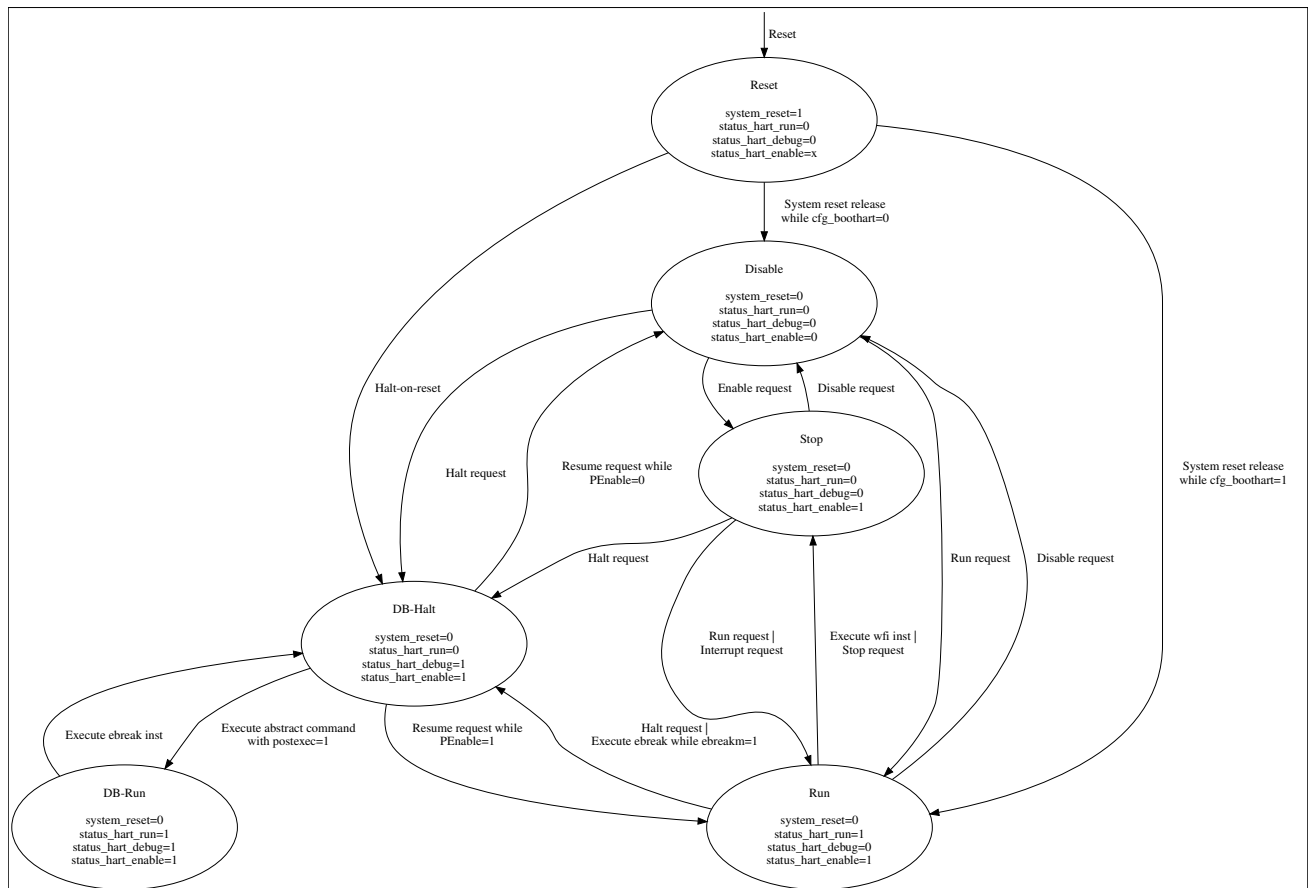 Reset
Reset
system_reset=1
status_hart_run=0
status_hart_debug=0
status_hart_enable=x
System reset release
while cfg_boothart=0
Disable
system_reset=0
status_hart_run=0
status_hart_debug=0
status_hart_enable=0
Halt-on-reset
Enable request
Disable request
Stop
system_reset=0
status_hart_run=0
status_hart_debug=0
status_hart_enable=1
Halt request
Resume request while
PEnable=0
System reset release
while cfg_boothart=1
Halt request
Run request
Disable request
DB-Halt
system_reset=0
status_hart_run=0
status_hart_debug=1
status_hart_enable=1
Run request |
Interrupt request
Execute wfi inst |
Stop request
Execute ebreak inst
Execute abstract command
with postexec=1
Resume request while
PEnable=1
Halt request |
Execute ebreak while ebreakm=1
DB-Run
system_reset=0
status_hart_run=1
status_hart_debug=1
status_hart_enable=1
Run
system_reset=0
status_hart_run=1
status_hart_debug=0
status_hart_enable=1